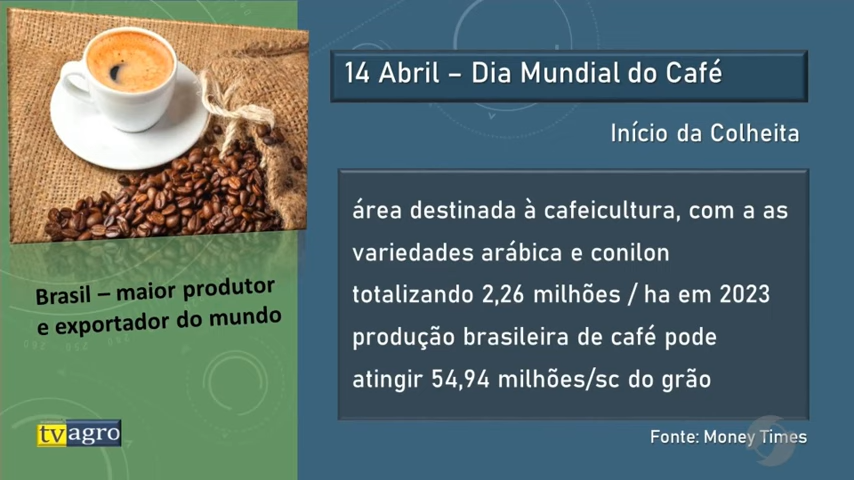 14 Abril – Dia Mundial do Café
Início da Colheita
área destinada à cafeicultura, com a as
variedades arábica e conilon
totalizando 2,26 milhões / ha em 2023
produção brasileira de café pode
atingir 54,94 milhões/sc do grão
Brasil – maior produtor
e exportador do mundo
tvagro
Fonte: Money Times